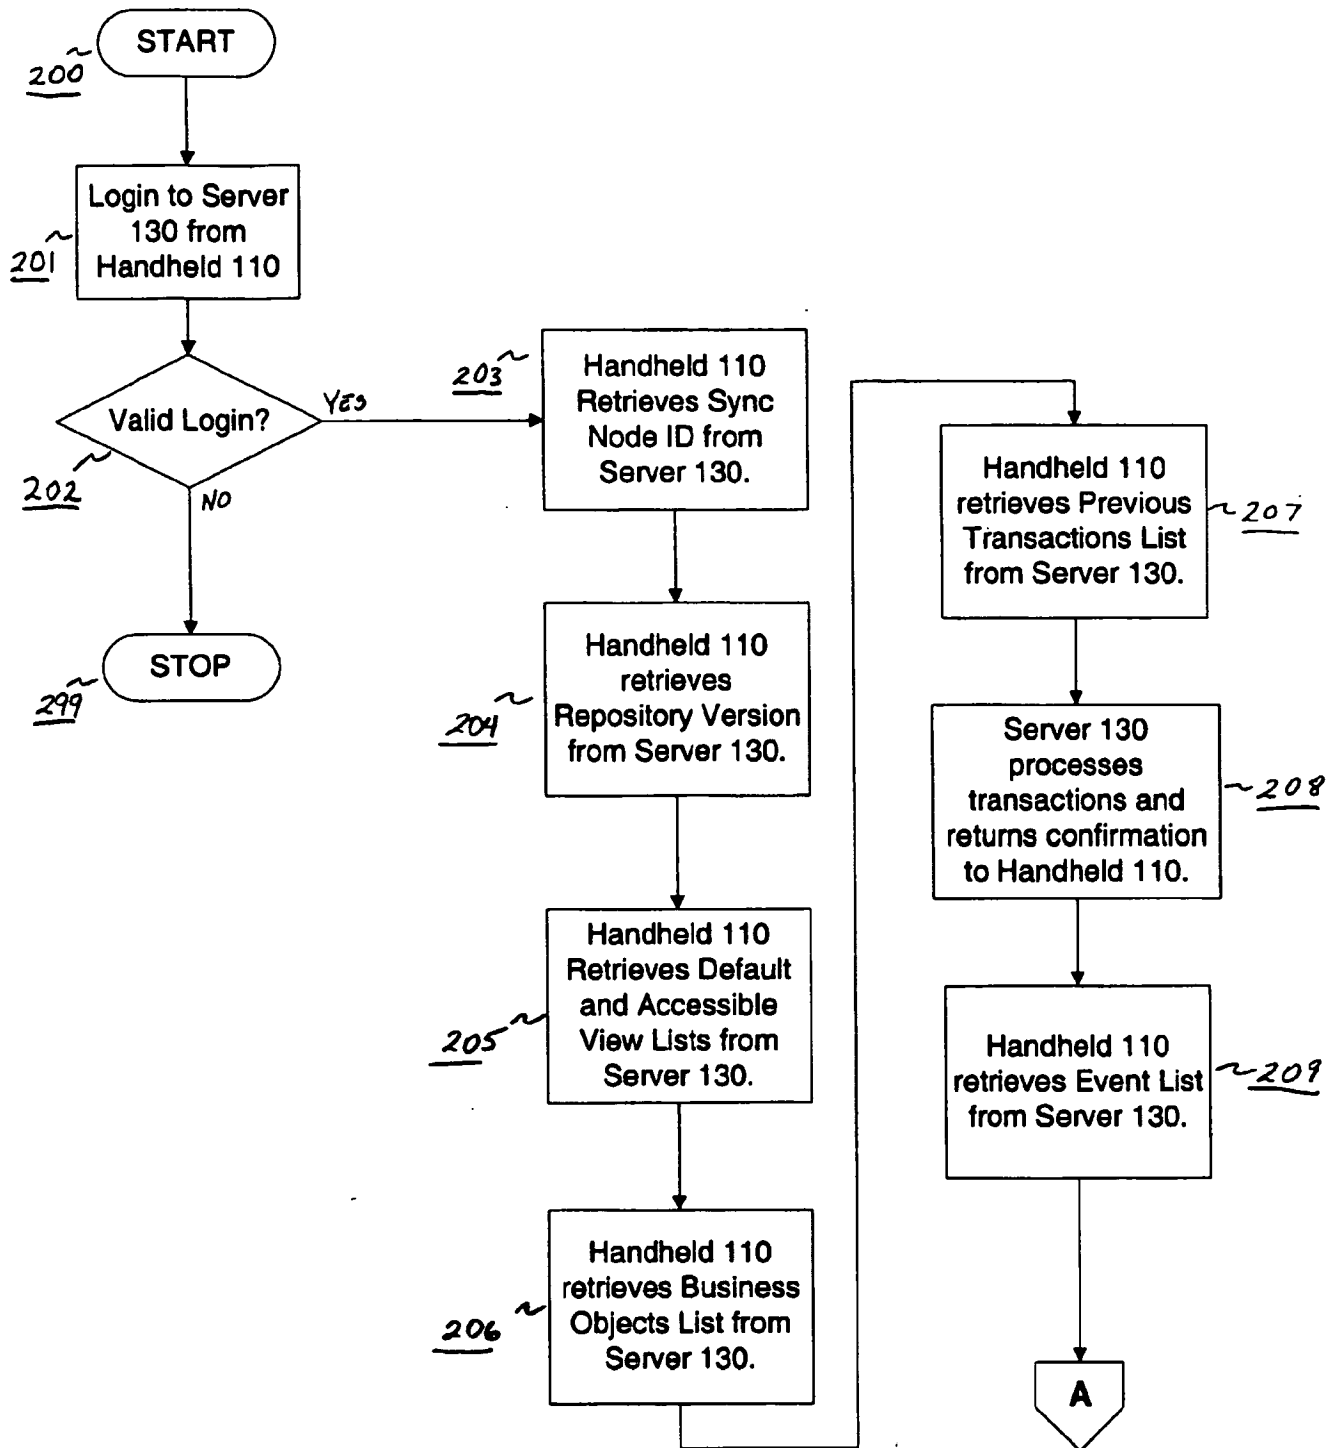 START
200
Login to Server
130 from
Handheld 110
201
Valid Login?
YES
202
NO
STOP
299
203
Handheld 110
Retrieves Sync
Node ID from
Server 130.
Handheld 110
retrieves
Repository Version
from Server 130.
204
Handheld 110
Retrieves Default
and Accessible
View Lists from
Server 130.
205
Handheld 110
retrieves Business
Objects List from
Server 130.
206
Handheld 110
retrieves Previous
Transactions List
from Server 130.
207
Server 130
processes
transactions and
returns confirmation
to Handheld 110.
208
Handheld 110
retrieves Event List
from Server 130.
209
A